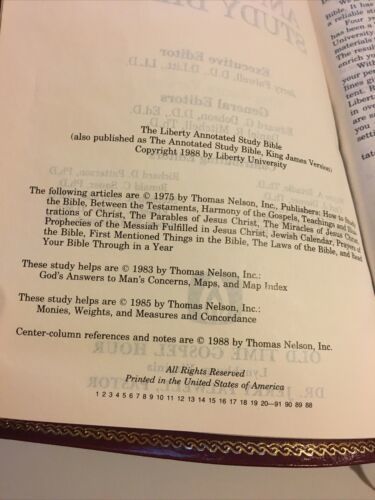 The Liberty Annotated Study Bible
(also published as The Annotated Study Bible, King James Version)
Copyright 1988 by Liberty University
The following articles are © 1975 by Thomas Nelson, Inc., Publishers: How to Study
the Bible, Between the Testaments, Harmony of the Gospels, Teachings and Illus-
trations of Christ, The Parables of Jesus Christ, The Miracles of Jesus Christ,
Prophecies of the Messiah Fulfilled in Jesus Christ, Jewish Calendar, Prayers of
the Bible, First Mentioned Things in the Bible, The Laws of the Bible, and Read
Your Bible Through in a Year
These study helps are © 1983 by Thomas Nelson, Inc.:
God's Answers to Man's Concerns, Maps, and Map Index
These study helps are © 1985 by Thomas Nelson, Inc.:
Monies, Weights, and Measures and Concordance
Center-column references and notes are © 1988 by Thomas Nelson, Inc.
All Rights Reserved
Printed in the United States of America
1 2 3 4 5 6 7 8 9 10 11 12 13 14 15 16 17 18 19 20—91 90 89 88